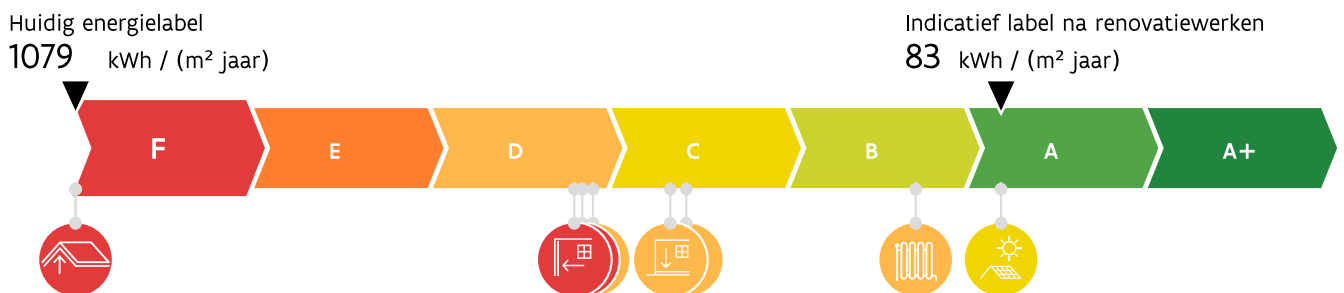 Huidig energielabel
1079 kWh / (m² jaar)
Indicatief label na renovatiewerken
83 kWh / (m² jaar)
F E D C B A A+